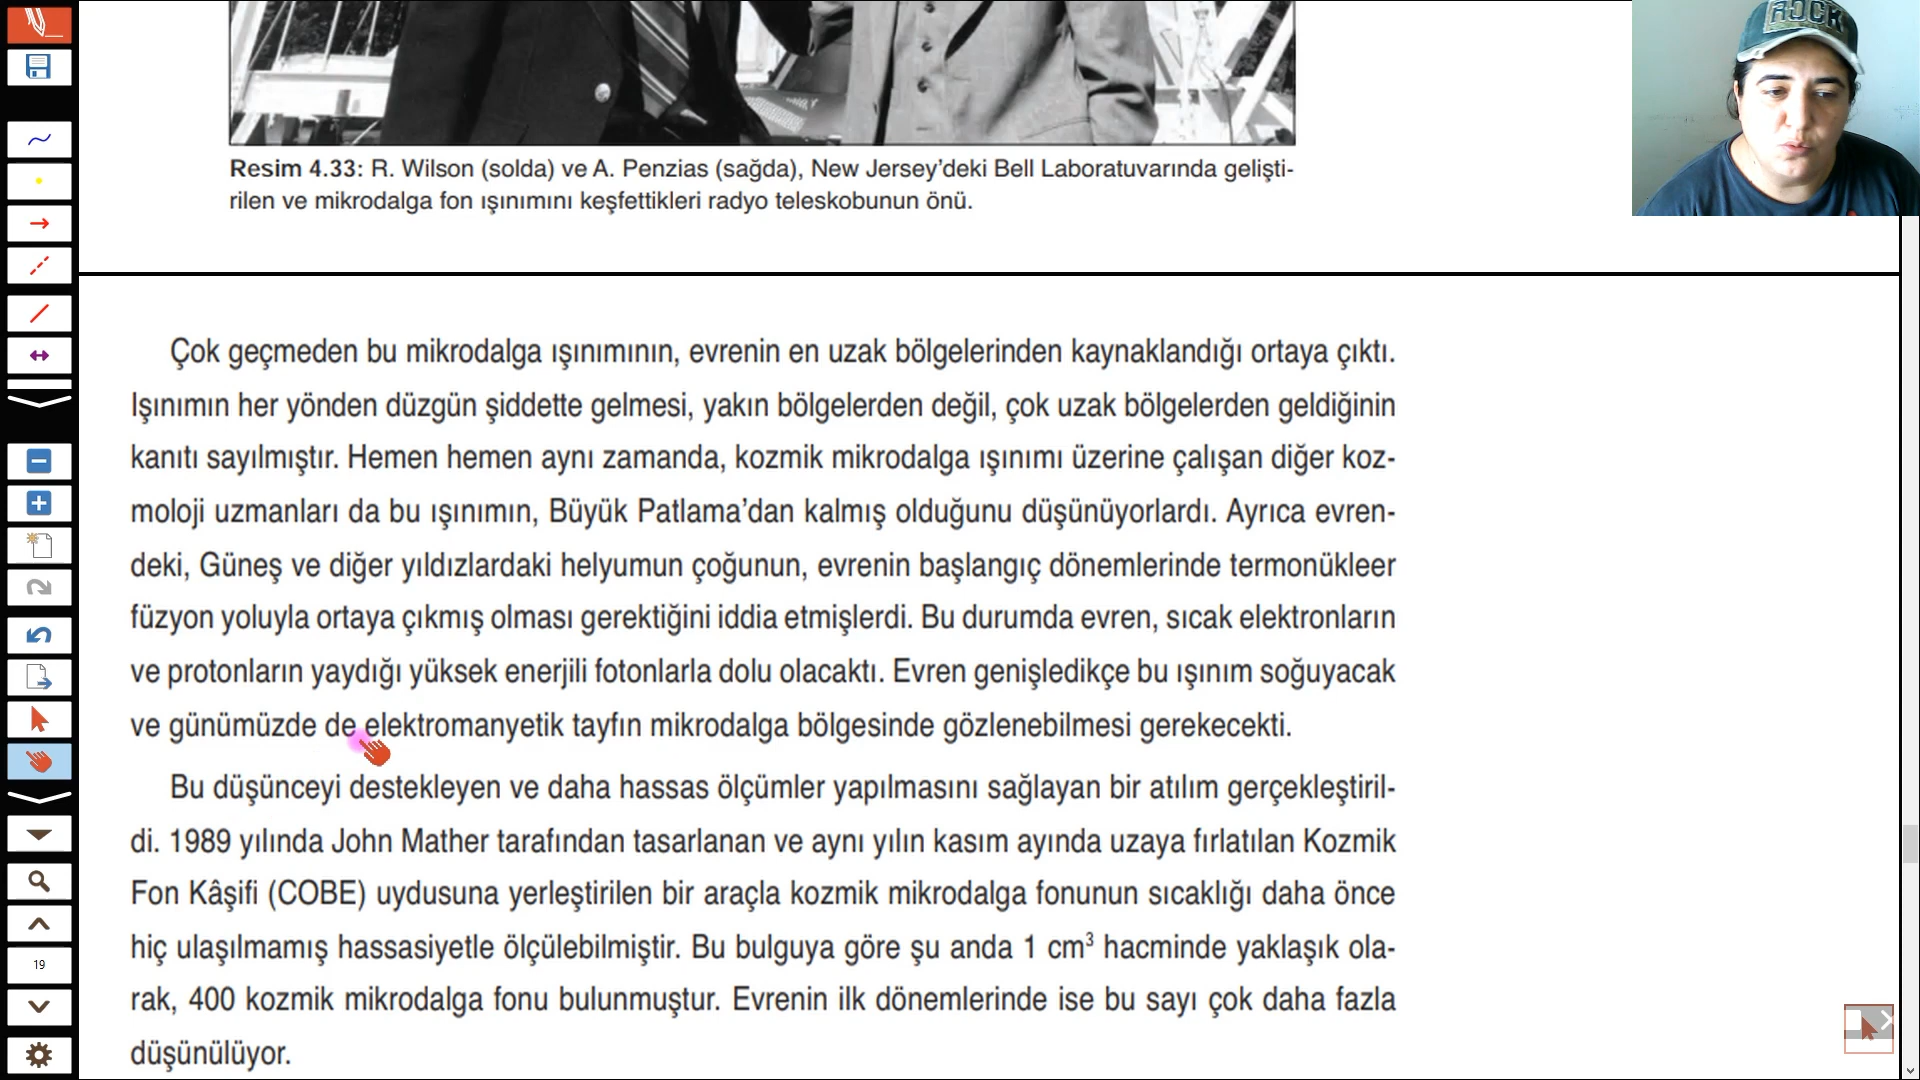 ROCK
Resim 4.33: R. Wilson (solda) ve A. Penzias (sağda), New Jersey’deki Bell Laboratuvarında gelişti-
rilen ve mikrodalga fon ışınımını keşfettikleri radyo teleskobunun önü.
Çok geçmeden bu mikrodalga ışınımının, evrenin en uzak bölgelerinden kaynaklandığı ortaya çıktı.
Işınımın her yönden düzgün şiddette gelmesi, yakın bölgelerden değil, çok uzak bölgelerden geldiğinin
kanıtı sayılmıştır. Hemen hemen aynı zamanda, kozmik mikrodalga ışınımı üzerine çalışan diğer koz-
moloji uzmanları da bu ışınımın, Büyük Patlama’dan kalmış olduğunu düşünüyorlardı. Ayrıca evren-
deki, Güneş ve diğer yıldızlardaki helyumun çoğunun, evrenin başlangıç dönemlerinde termonükleer
füzyon yoluyla ortaya çıkmış olması gerektiğini iddia etmişlerdi. Bu durumda evren, sıcak elektronların
ve protonların yaydığı yüksek enerjili fotonlarla dolu olacaktı. Evren genişledikçe bu ışınım soğuyacak
ve günümüzde de elektromanyetik tayfın mikrodalga bölgesinde gözlenebilmesi gerekecekti.
Bu düşünceyi destekleyen ve daha hassas ölçümler yapılmasını sağlayan bir atılım gerçekleştiril-
di. 1989 yılında John Mather tarafından tasarlanan ve aynı yılın kasım ayında uzaya fırlatılan Kozmik
Fon Kâşifi (COBE) uydusuna yerleştirilen bir araçla kozmik mikrodalga fonunun sıcaklığı daha önce
hiç ulaşılmamış hassasiyetle ölçülebilmiştir. Bu bulguya göre şu anda 1 cm³ hacminde yaklaşık ola-
rak, 400 kozmik mikrodalga fonu bulunmuştur. Evrenin ilk dönemlerinde ise bu sayı çok daha fazla
düşünülüyor.
19